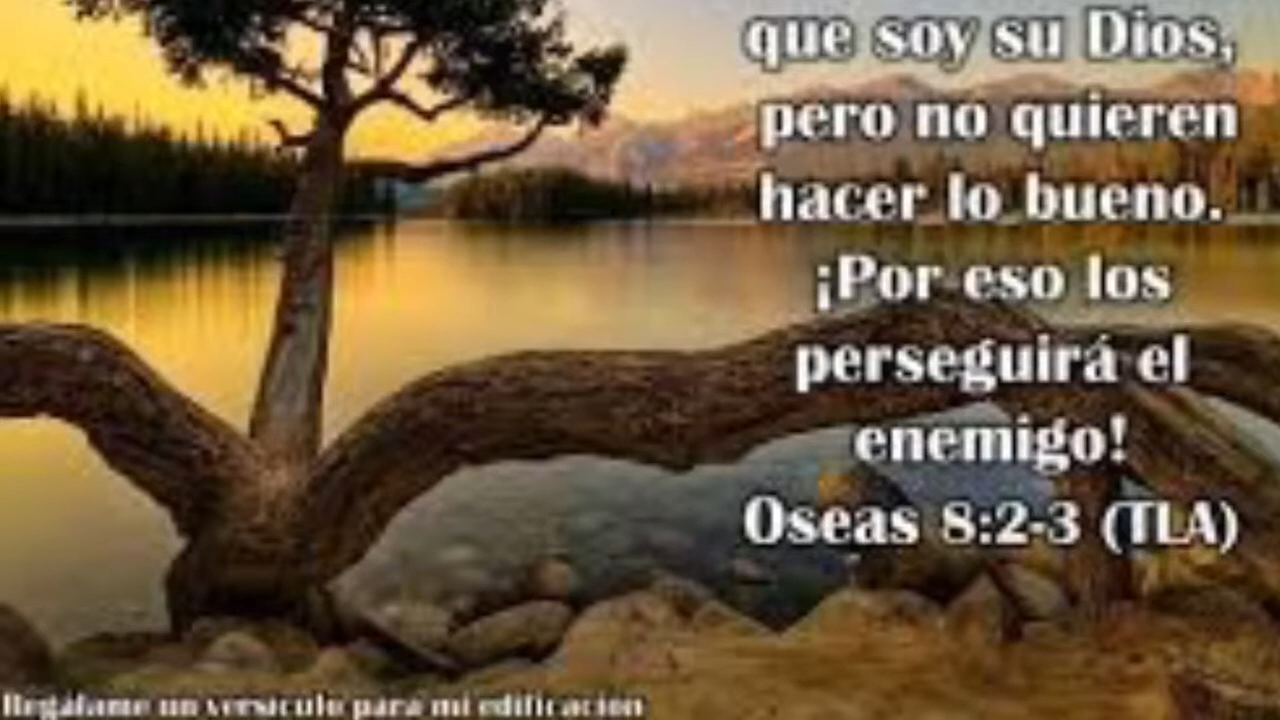 que soy su Dios,
pero no quieren
hacer lo bueno.
¡Por eso los
perseguirá el
enemigo!
Oseas 8:2-3 (TLA)
Regálame un versículo para mi edificación